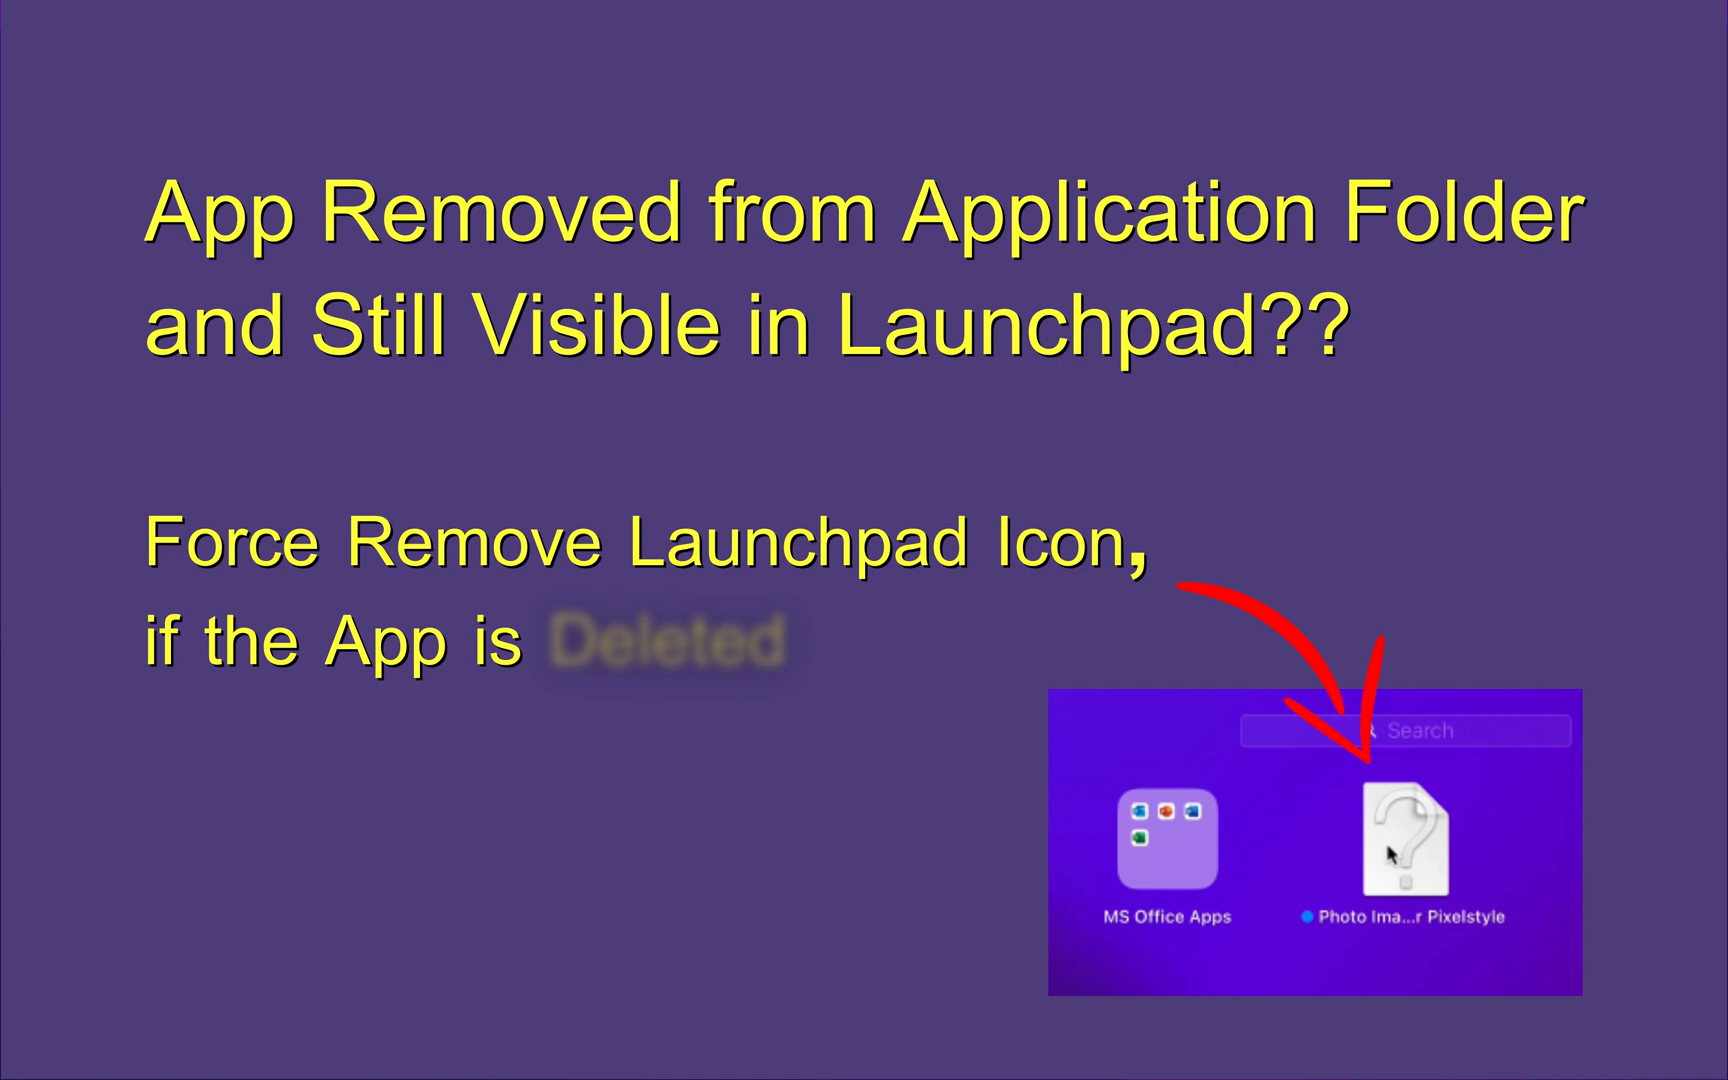 App Removed from Application Folder
and Still Visible in Launchpad??
Force Remove Launchpad Icon,
if the App is Deleted
Search
MS Office Apps
Photo Ima...r Pixelstyle